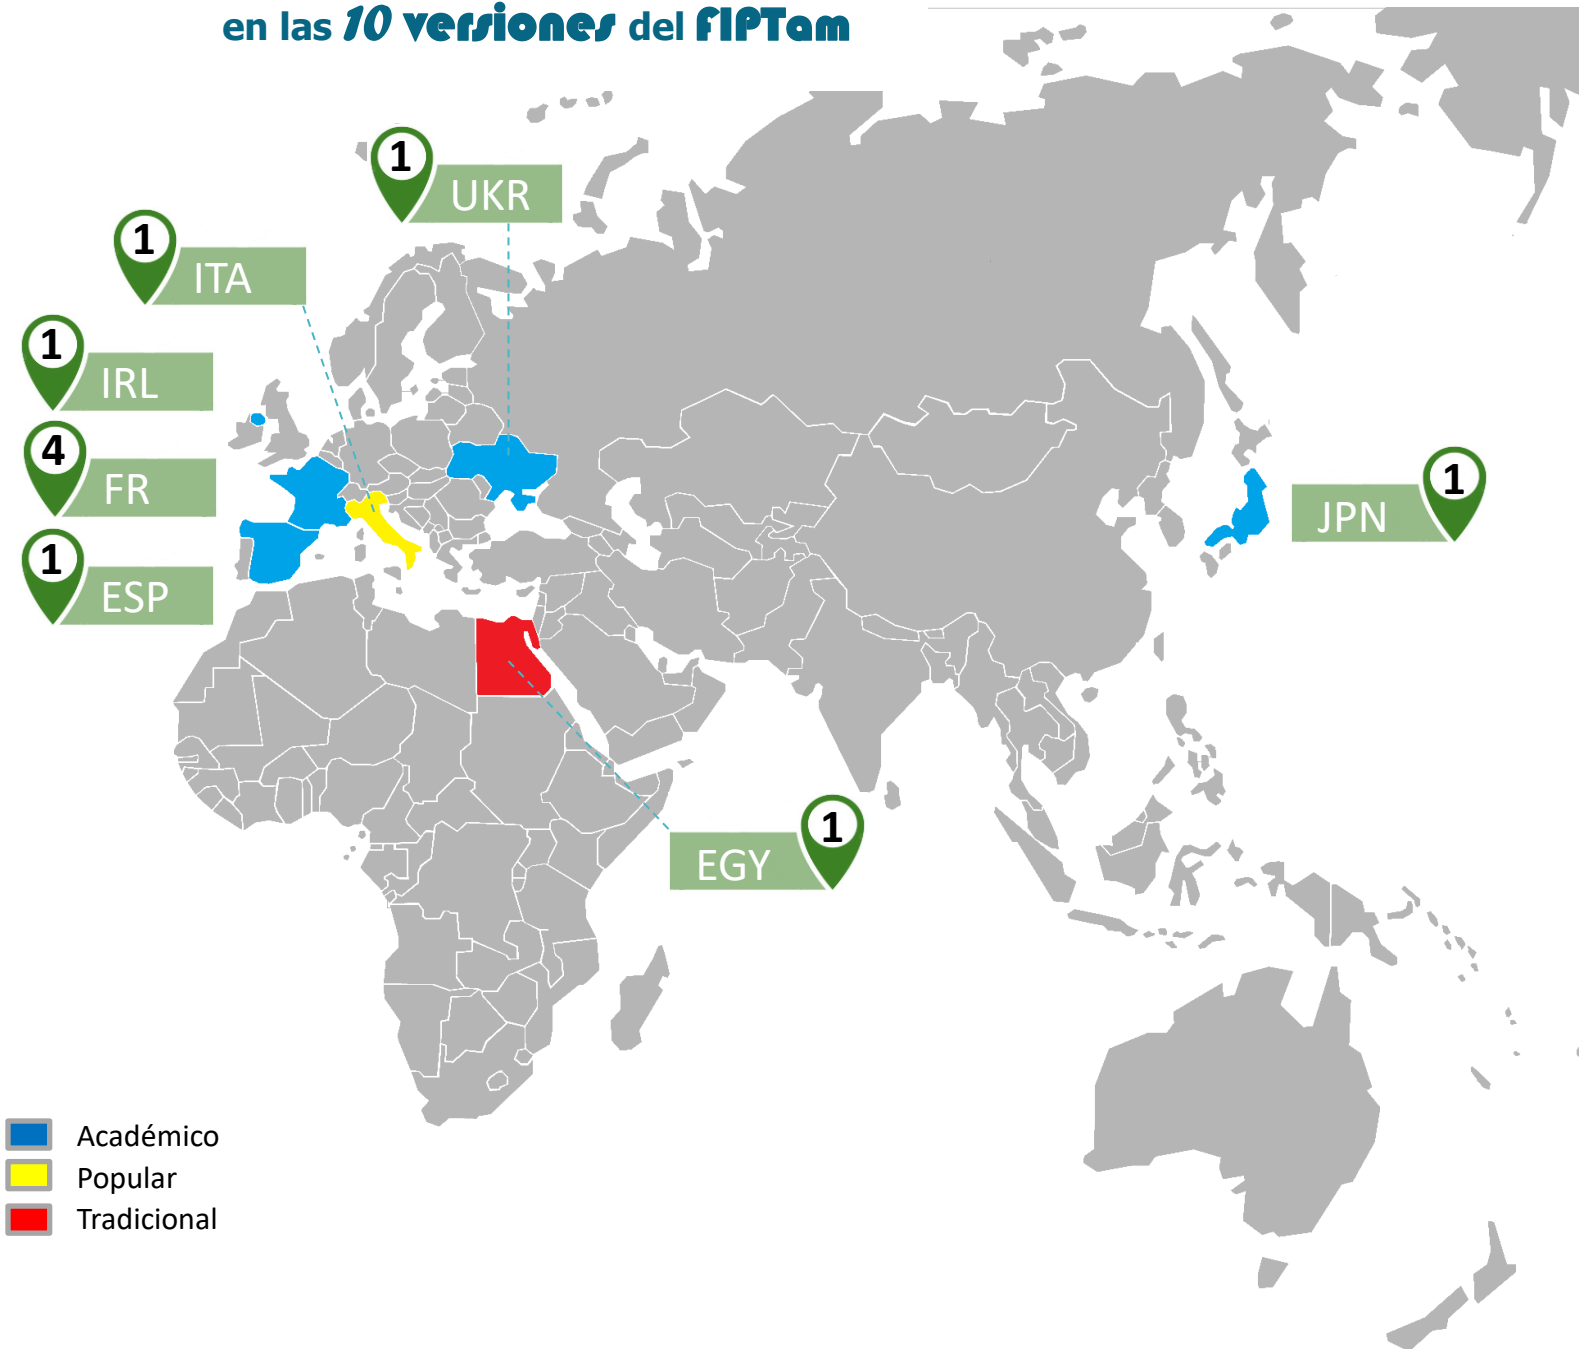 en las 10 versiones del FIPTam
1
UKR
1
ITA
1
IRL
4
FR
1
ESP
1
JPN
1
EGY
Académico
Popular
Tradicional